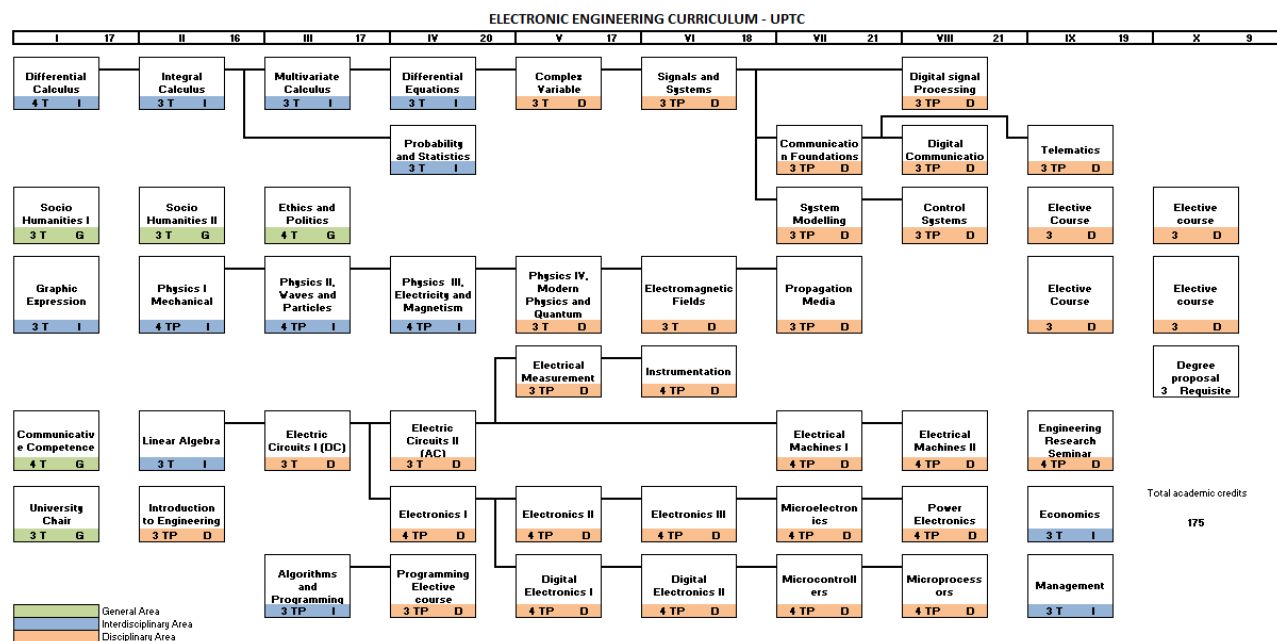 ELECTRONIC ENGINEERING CURRICULUM - UPTC
I 17 II 16 III 17 IV 20 V 17 VI 18 VII 21 VIII 21 IX 19 X 9
Differential
Calculus
4 T I
Integral
Calculus
3 T I
Multivariate
Calculus
3 T I
Differential
Equations
3 T I
Complex
Variable
3 T D
Signals and
Systems
3 TP D
Digital signal
Processing
3 TP D
Probability
and Statistics
3 T I
Communicatio
n Foundations
3 TP D
Digital
Communicatio
3 TP D
Telematics
3 TP D
Socio
Humanities I
3 T G
Socio
Humanities II
3 T G
Ethics and
Politics
4 T G
System
Modelling
3 TP D
Control
Systems
3 TP D
Elective
Course
3 D
Elective
course
3 D
Graphic
Expression
3 T I
Physics I
Mechanical
4 TP I
Physics II,
Waves and
Particles
4 TP I
Physics III,
Electricity and
Magnetism
4 TP I
Physics IV,
Modern
Physics and
Quantum
3 T D
Electromagnetic
Fields
3 T D
Propagation
Media
3 TP D
Elective
Course
3 D
Elective
course
3 D
Electrical
Measurement
3 TP D
Instrumentation
4 TP D
Degree
proposal
3 Requisite
Communicativ
e Competence
4 T G
Linear Algebra
3 T I
Electric
Circuits I (DC)
3 T D
Electric
Circuits II
(AC)
3 T D
Electrical
Machines I
4 TP D
Electrical
Machines II
4 TP D
Engineering
Research
Seminar
4 TP D
University
Chair
3 T G
Introduction
to Engineering
3 TP D
Electronics I
4 TP D
Electronics II
4 TP D
Electronics III
4 TP D
Microelectron
ics
4 TP D
Power
Electronics
4 TP D
Economics
3 T I
Total academic credits
175
Algorithms
and
Programming
3 TP I
Programming
Elective
course
3 TP D
Digital
Electronics I
4 TP D
Digital
Electronics II
4 TP D
Microcontroll
ers
4 TP D
Microprocess
ors
4 TP D
Management
3 T I
General Area
Interdisciplinary Area
Disciplinary Area